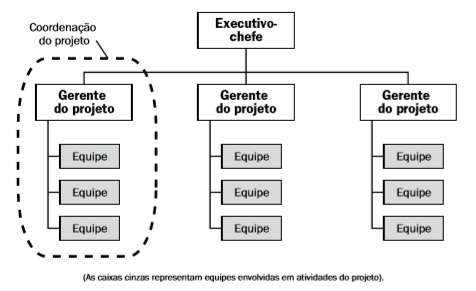 Coordenação
do projeto
Executivo-
chefe
Gerente
do projeto
Equipe
Equipe
Equipe
Gerente
do projeto
Equipe
Equipe
Equipe
Gerente
do projeto
Equipe
Equipe
Equipe
(As caixas cinzas representam equipes envolvidas em atividades do projeto).